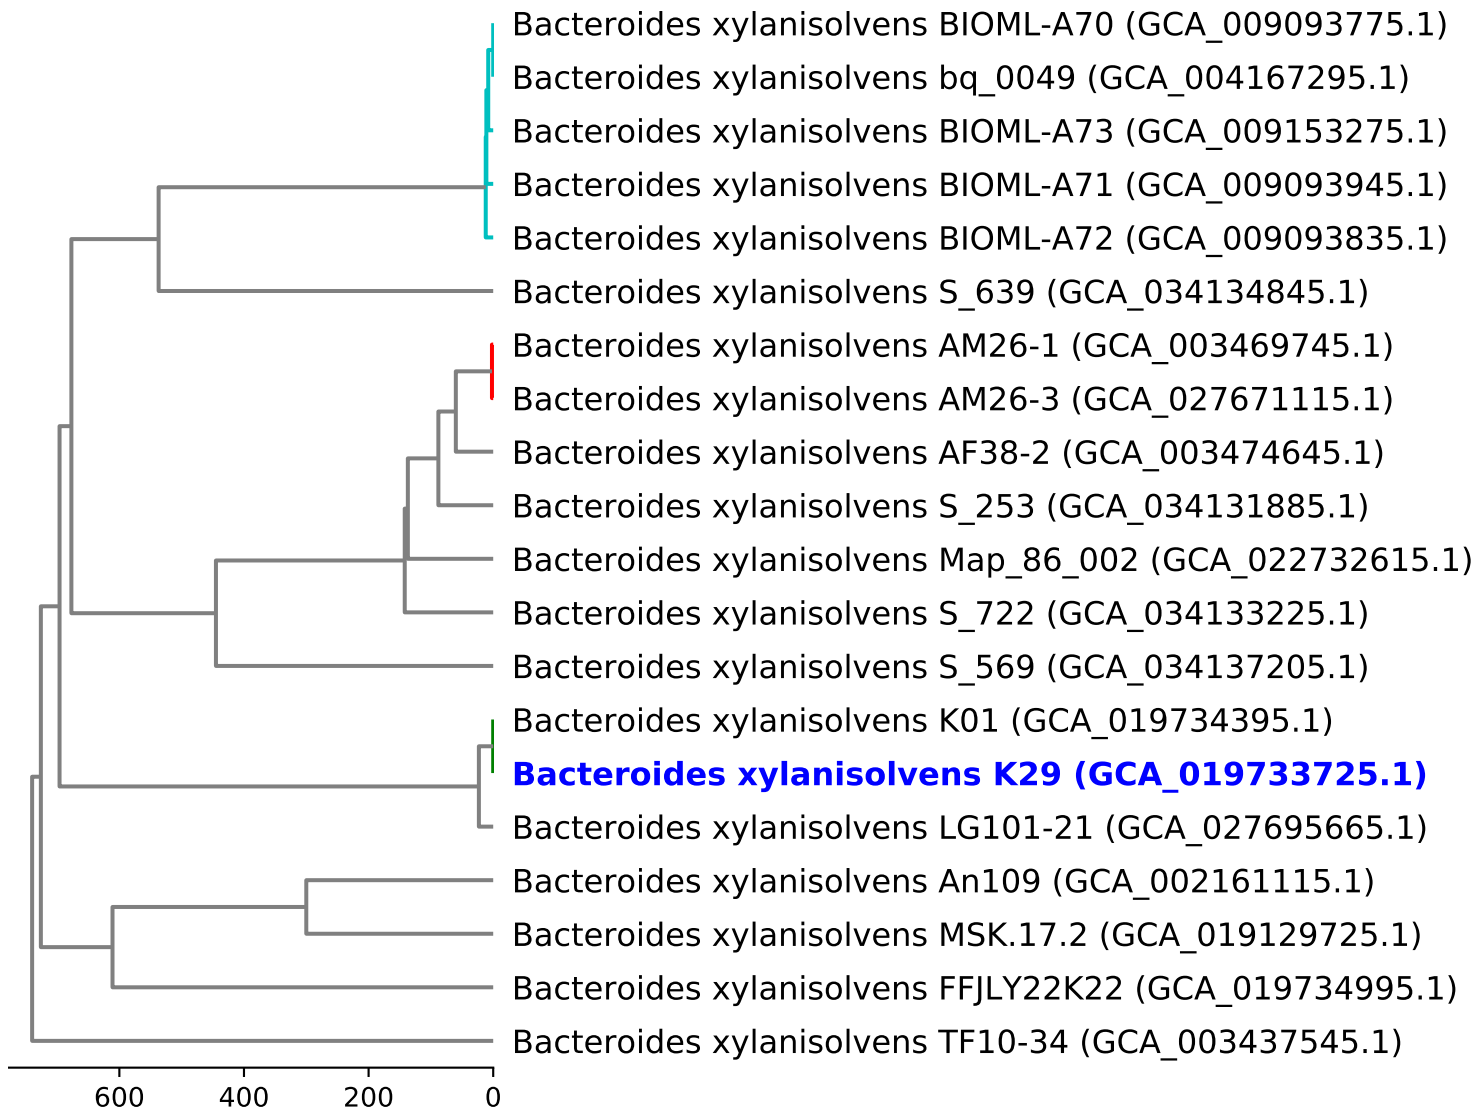 Bacteroides xylanisolvens BIOML-A70 (GCA_009093775.1)
Bacteroides xylanisolvens bq_0049 (GCA_004167295.1)
Bacteroides xylanisolvens BIOML-A73 (GCA_009153275.1)
Bacteroides xylanisolvens BIOML-A71 (GCA_009093945.1)
Bacteroides xylanisolvens BIOML-A72 (GCA_009093835.1)
Bacteroides xylanisolvens S_639 (GCA_034134845.1)
Bacteroides xylanisolvens AM26-1 (GCA_003469745.1)
Bacteroides xylanisolvens AM26-3 (GCA_027671115.1)
Bacteroides xylanisolvens AF38-2 (GCA_003474645.1)
Bacteroides xylanisolvens S_253 (GCA_034131885.1)
Bacteroides xylanisolvens Map_86_002 (GCA_022732615.1)
Bacteroides xylanisolvens S_722 (GCA_034133225.1)
Bacteroides xylanisolvens S_569 (GCA_034137205.1)
Bacteroides xylanisolvens K01 (GCA_019734395.1)
Bacteroides xylanisolvens K29 (GCA_019733725.1)
Bacteroides xylanisolvens LG101-21 (GCA_027695665.1)
Bacteroides xylanisolvens An109 (GCA_002161115.1)
Bacteroides xylanisolvens MSK.17.2 (GCA_019129725.1)
Bacteroides xylanisolvens FFJLY22K22 (GCA_019734995.1)
Bacteroides xylanisolvens TF10-34 (GCA_003437545.1)
600 400 200 0